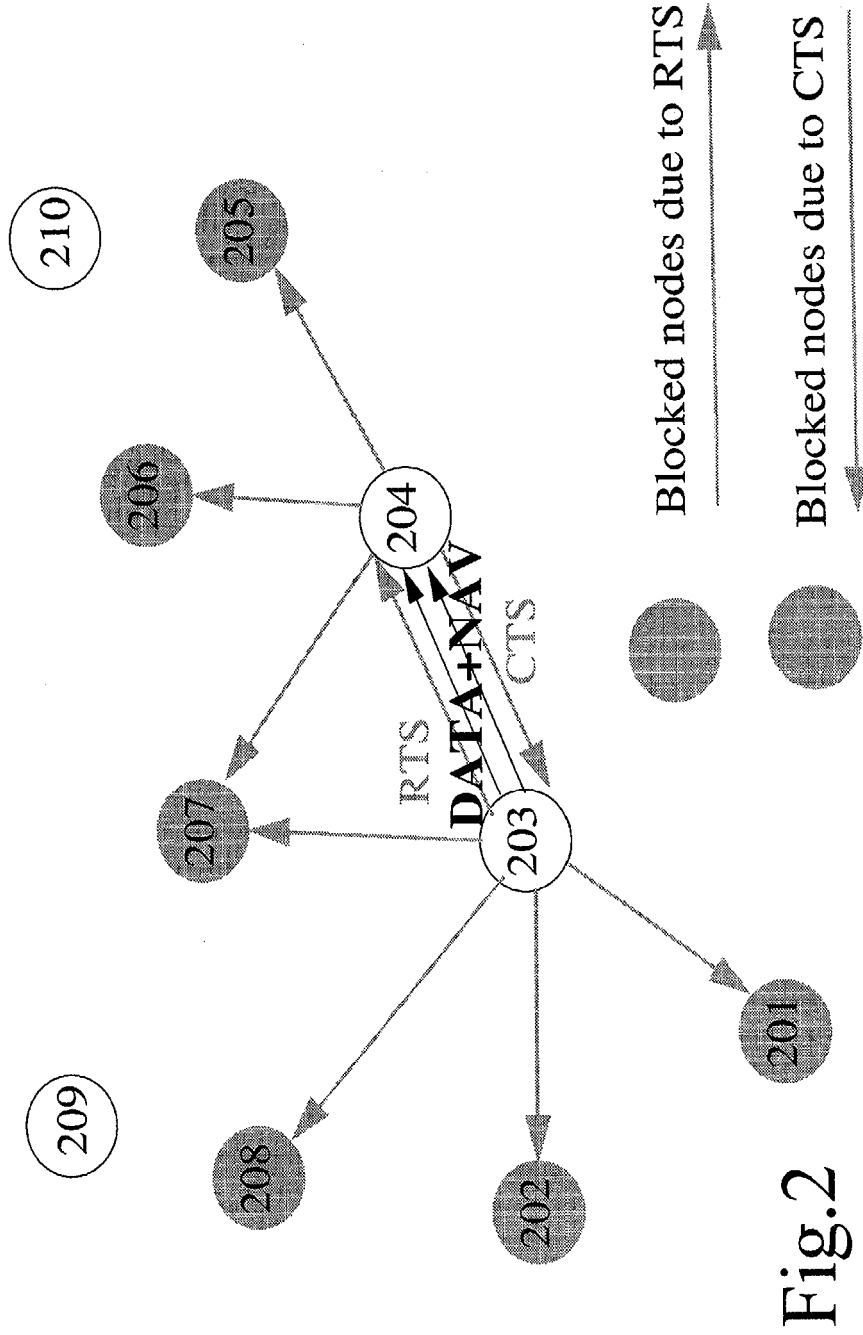 209
210
208
207
206
205
202
203
RTS
DATA+NAV
CTS
204
201
Blocked nodes due to RTS
Blocked nodes due to CTS
Fig.2